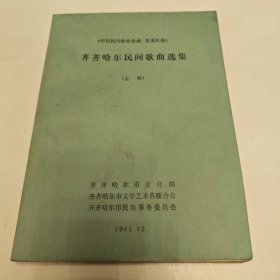 《中国民间歌曲集成 黑龙江卷》
齐齐哈尔民间歌曲选集
(上册)
齐齐哈尔市文化局
齐齐哈尔市文学艺术界联合会
齐齐哈尔市民族事务委员会
1982.12